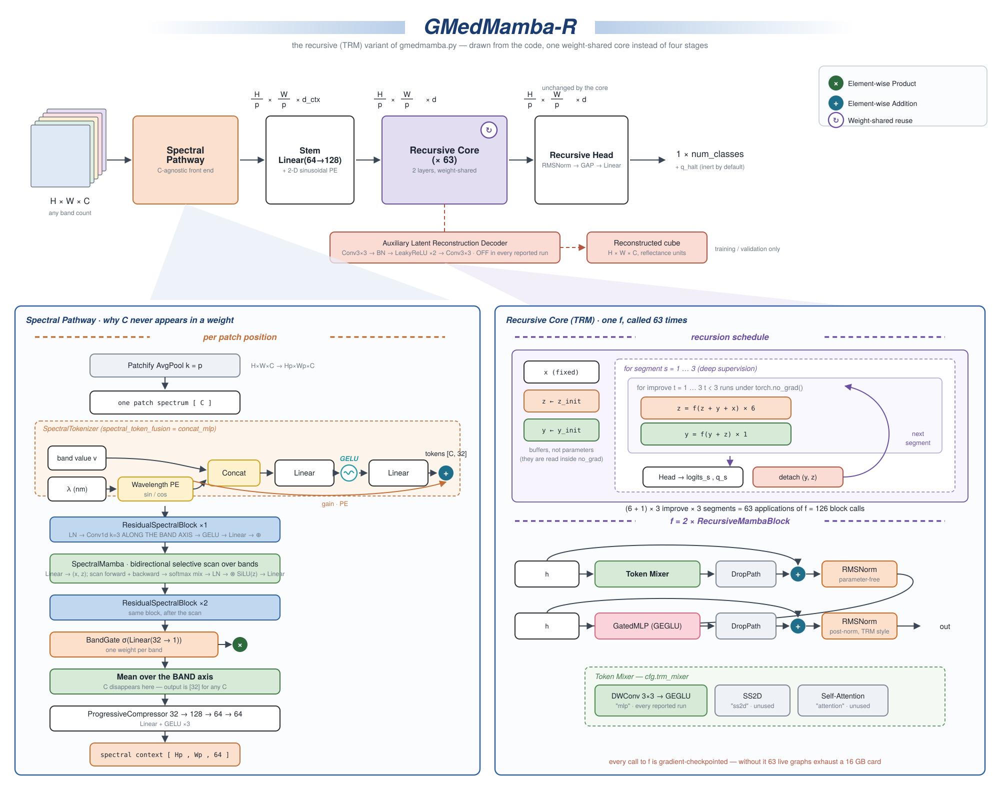 GMedMamba-R
the recursive (TRM) variant of gmedmamba.py — drawn from the code, one weight-shared core instead of four stages
× Element-wise Product
+ Element-wise Addition
↻ Weight-shared reuse
unchanged by the core
H/p × W/p × d_ctx
H/p × W/p × d
H/p × W/p × d
H × W × C
any band count
Spectral
Pathway
C-agnostic front end
Stem
Linear(64→128)
+ 2-D sinusoidal PE
↻
Recursive Core
(× 63)
2 layers, weight-shared
Recursive Head
RMSNorm → GAP → Linear
1 × num_classes
+ q_halt (inert by default)
Auxiliary Latent Reconstruction Decoder
Conv3×3 → BN → LeakyReLU ×2 → Conv3×3 · OFF in every reported run
Reconstructed cube
H × W × C, reflectance units
training / validation only
Spectral Pathway · why C never appears in a weight
per patch position
Patchify AvgPool k = p
H×W×C → Hp×Wp×C
one patch spectrum [ C ]
SpectralTokenizer (spectral_token_fusion = concat_mlp)
band value v
λ (nm)
Wavelength PE
sin / cos
Concat
Linear
GELU
Linear
tokens [C, 32]
+
gain · PE
ResidualSpectralBlock ×1
LN → Conv1d k=3 ALONG THE BAND AXIS → GELU → Linear → ⊕
SpectralMamba · bidirectional selective scan over bands
Linear → (x, z); scan forward + backward → softmax mix → LN → ⊗ SiLU(z) → Linear
ResidualSpectralBlock ×2
same block, after the scan
BandGate σ(Linear(32 → 1))
one weight per band
×
Mean over the BAND axis
C disappears here — output is [32] for any C
ProgressiveCompressor 32 → 128 → 64 → 64
Linear + GELU ×3
spectral context [ Hp , Wp , 64 ]
Recursive Core (TRM) · one f, called 63 times
recursion schedule
x (fixed)
z ← z_init
y ← y_init
buffers, not parameters
(they are read inside no_grad)
for segment s = 1 … 3 (deep supervision)
for improve t = 1 … 3 t < 3 runs under torch.no_grad()
z = f(z + y + x) × 6
y = f(y + z) × 1
next
segment
Head → logits_s , q_s
detach (y, z)
(6 + 1) × 3 improve × 3 segments = 63 applications of f = 126 block calls
f = 2 × RecursiveMambaBlock
h
Token Mixer
DropPath
+
RMSNorm
parameter-free
h
GatedMLP (GEGLU)
DropPath
+
RMSNorm
post-norm, TRM style
out
Token Mixer — cfg.trm_mixer
DWConv 3×3 → GEGLU
"mlp" · every reported run
SS2D
"ss2d" · unused
Self-Attention
"attention" · unused
every call to f is gradient-checkpointed — without it 63 live graphs exhaust a 16 GB card